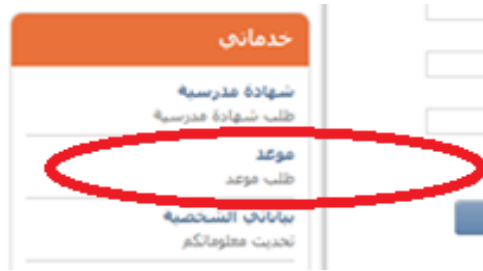 خدماتي
شهادة مدرسية
طلب شهادة مدرسية
موعد
طلب موعد
بياناتي الشخصية
تحديث معلوماتكم